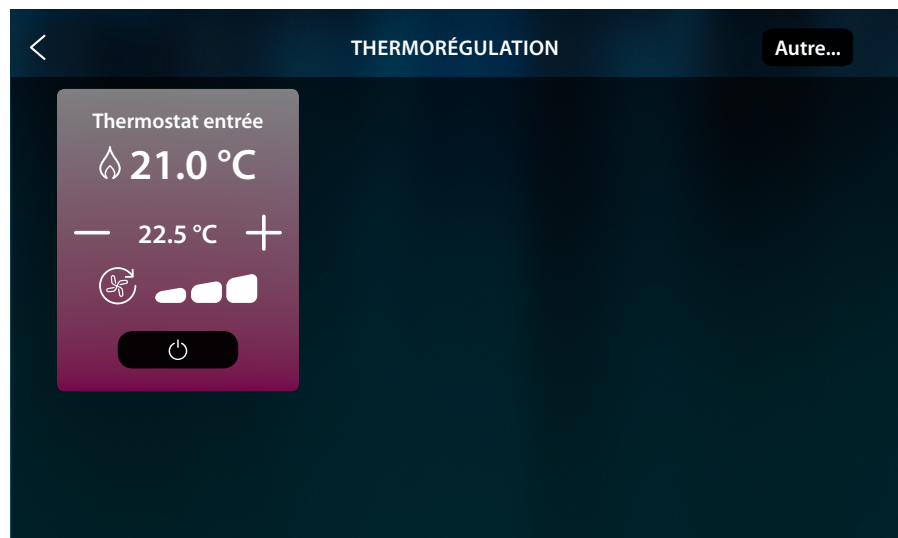 THERMORÉGULATION
Autre...
Thermostat entrée
21.0 °C
22.5 °C